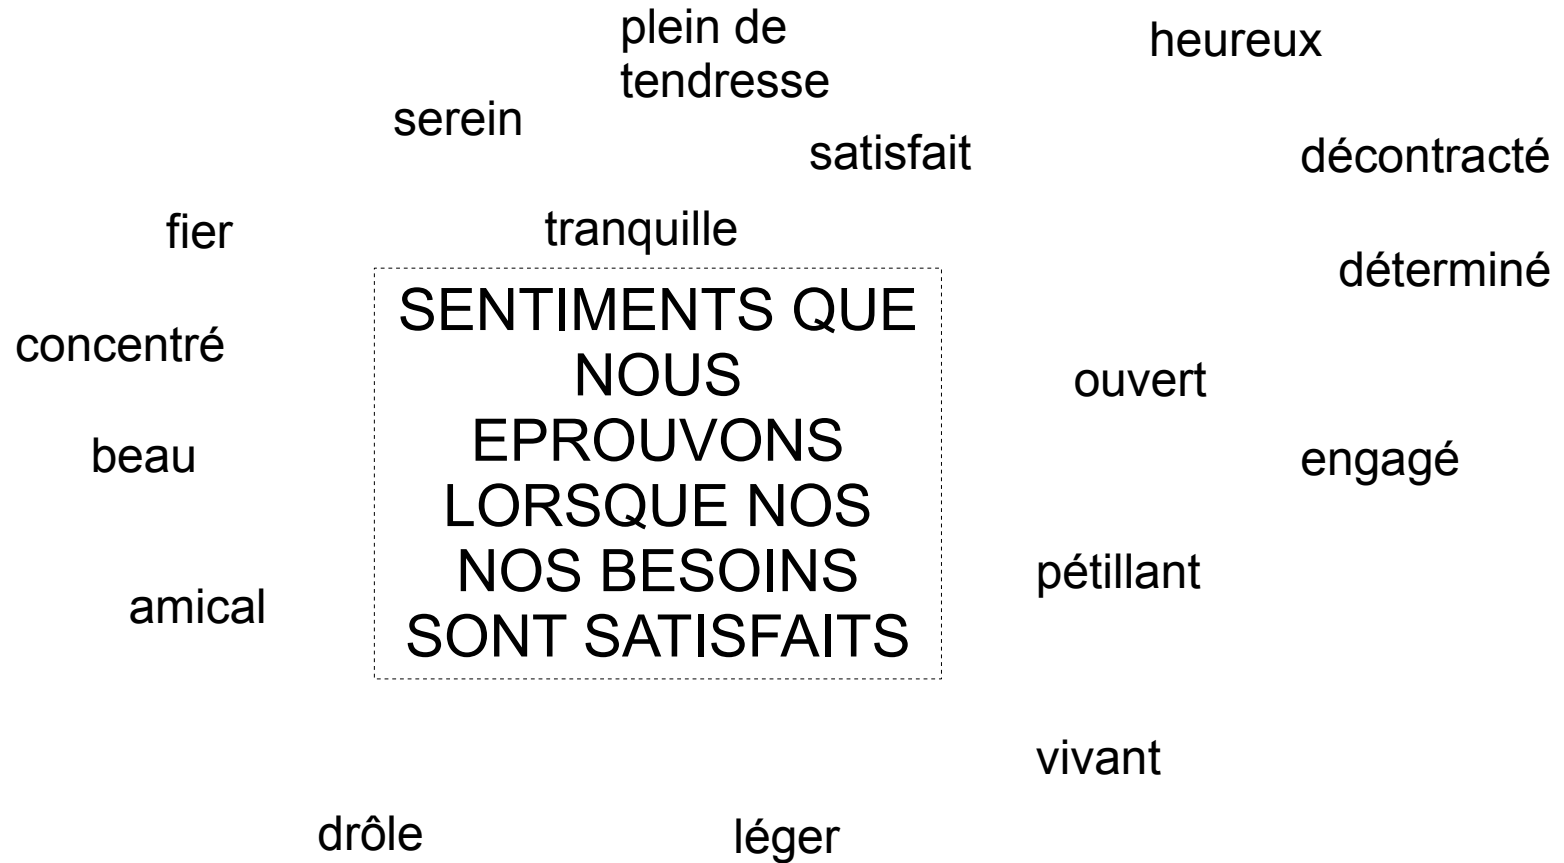 plein de
tendresse
heureux
serein
satisfait
décontracté
fier
tranquille
déterminé
SENTIMENTS QUE
NOUS
EPROUVONS
LORSQUE NOS
NOS BESOINS
SONT SATISFAITS
concentré
ouvert
beau
engagé
pétillant
amical
vivant
drôle
léger